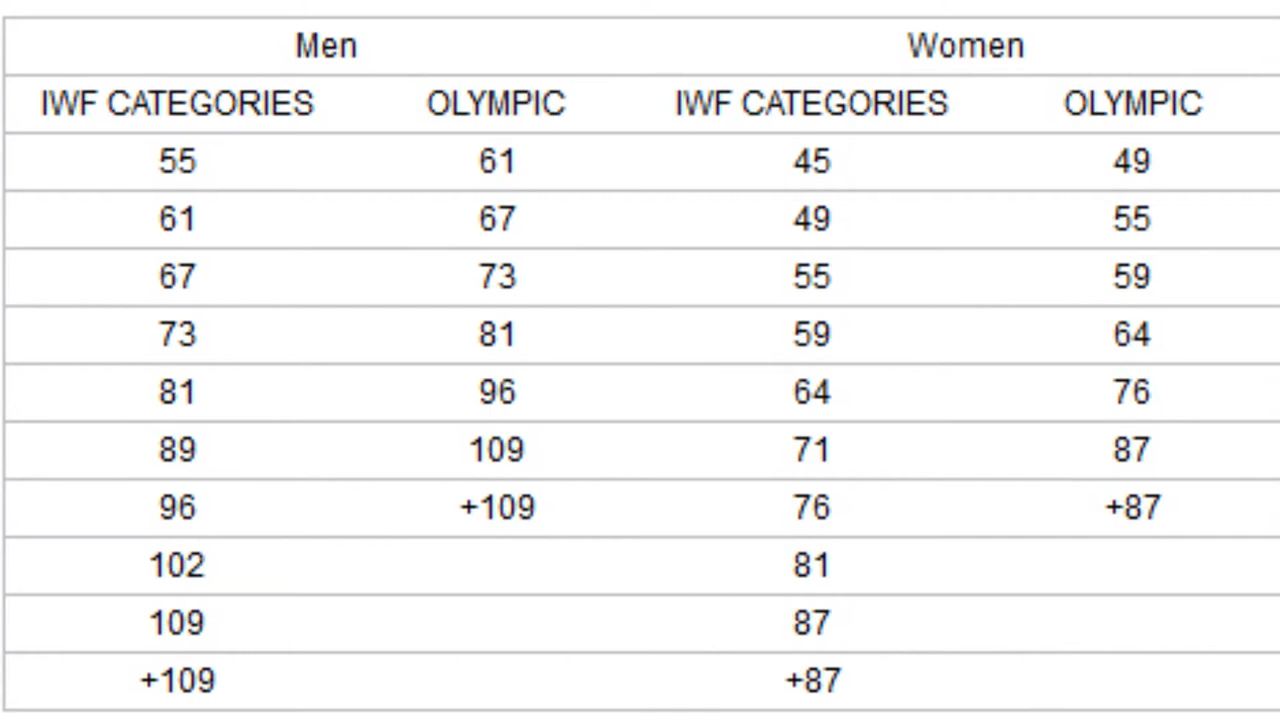 Men Women
IWF CATEGORIES OLYMPIC IWF CATEGORIES OLYMPIC
55 61 45 49
61 67 49 55
67 73 55 59
73 81 59 64
81 96 64 76
89 109 71 87
96 +109 76 +87
102 81
109 87
+109 +87